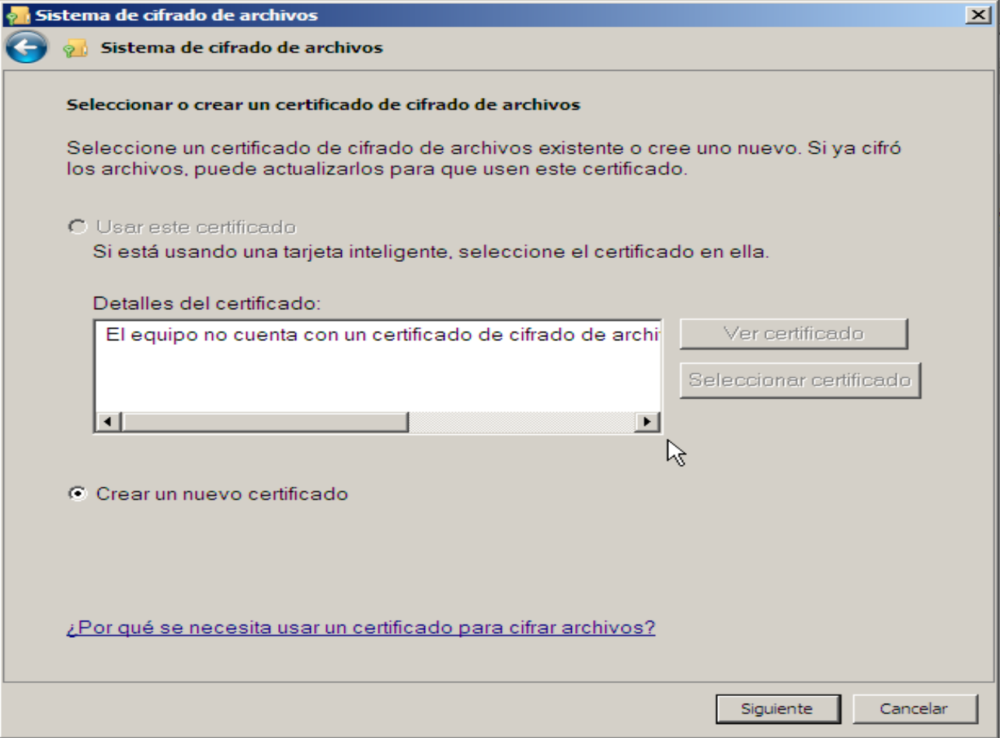 Sistema de cifrado de archivos
Sistema de cifrado de archivos
Seleccionar o crear un certificado de cifrado de archivos
Seleccione un certificado de cifrado de archivos existente o cree uno nuevo. Si ya cifró
los archivos, puede actualizarlos para que usen este certificado.
Usar este certificado
Si está usando una tarjeta inteligente, seleccione el certificado en ella.
Detalles del certificado:
El equipo no cuenta con un certificado de cifrado de archi
Ver certificado
Seleccionar certificado
Crear un nuevo certificado
¿Por qué se necesita usar un certificado para cifrar archivos?
Siguiente
Cancelar